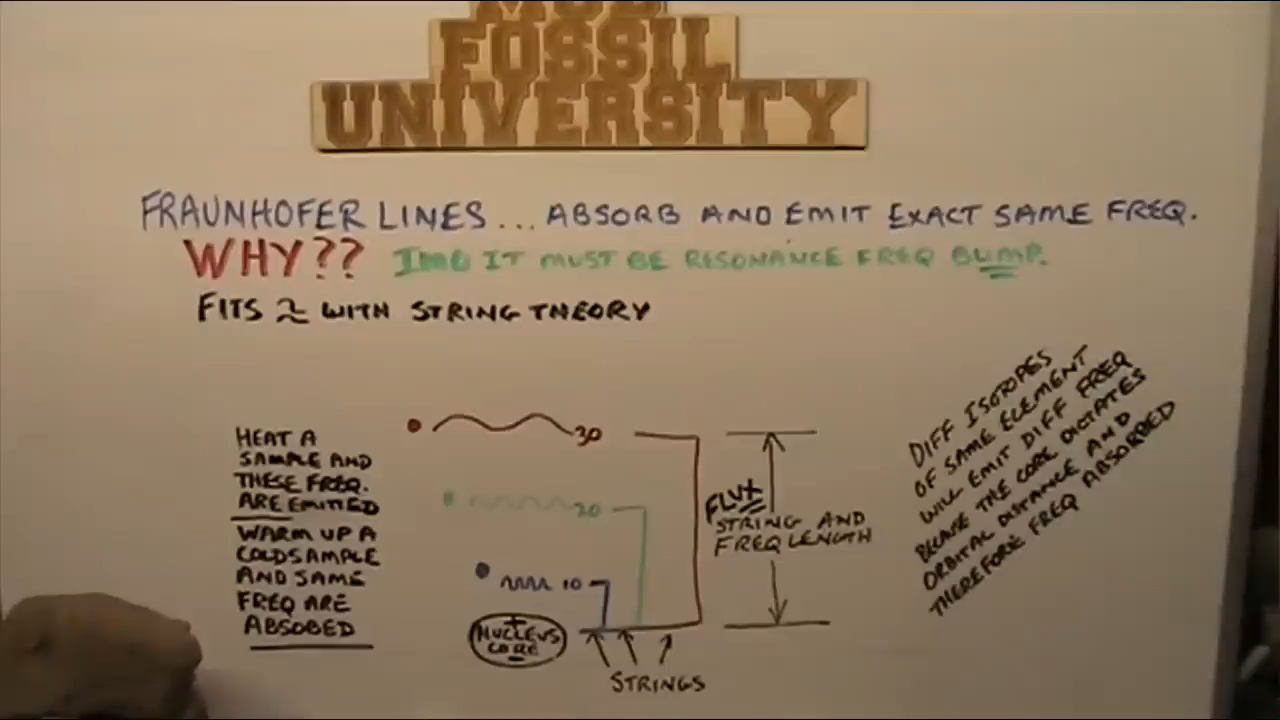 FOSSIL
UNIVERSITY
FRAUNHOFER LINES... ABSORB AND EMIT EXACT SAME FREQ.
WHY?? IMO IT MUST BE RESONANCE FREQ BUMP.
FITS ≈ WITH STRING THEORY
HEAT A
SAMPLE AND
THESE FREQ.
ARE EMITTED
WARM UP A
COLD SAMPLE
AND SAME
FREQ ARE
ABSOBED
30
20
10
+
NUCLEUS
CORE
STRINGS
FLUX
STRING AND
FREQ LENGTH
DIFF ISOTOPES
OF SAME ELEMENT
WILL EMIT DIFF FREQ
BECAUSE THE CORE DICTATES
ORBITAL DISTANCE AND
THEREFORE FREQ ABSORBED